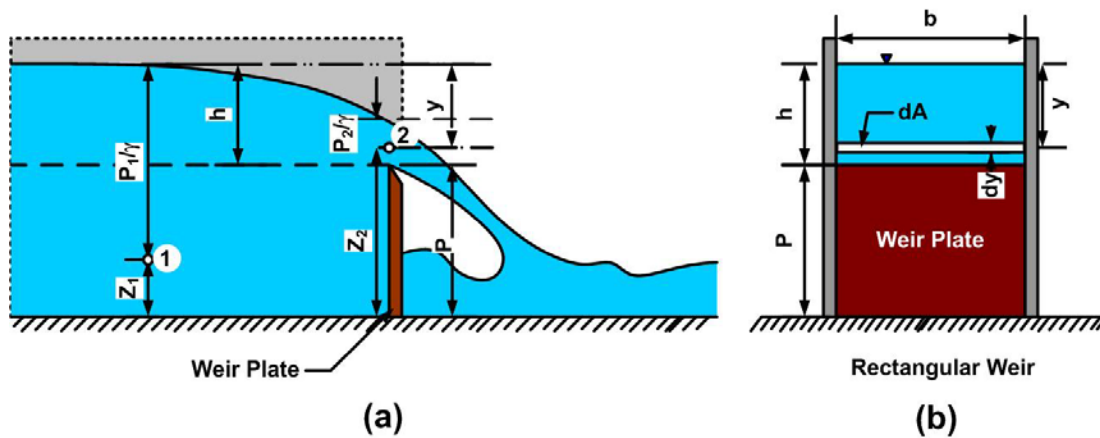 h
P₁/γ
Z₁
1
P₂/γ
y
2
Z₂
P
Weir Plate
(a)
b
h
dA
y
dy
P
Weir Plate
Rectangular Weir
(b)